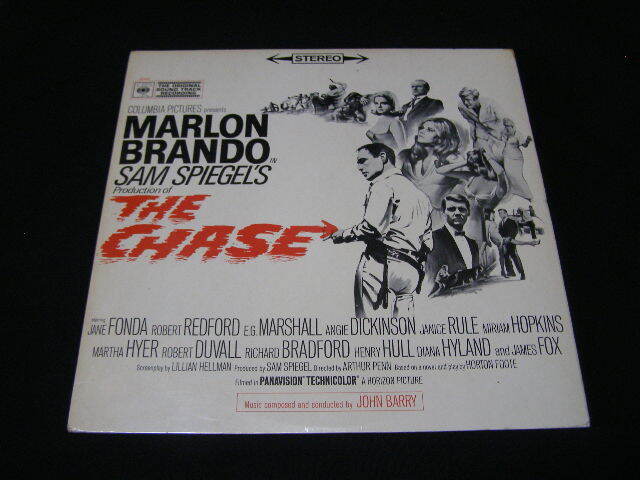 STEREO
THE ORIGINAL
SOUND TRACK
RECORDING
COLUMBIA PICTURES presents
MARLON
BRANDO IN
SAM SPIEGEL'S
Production of
THE
CHASE
starring
JANE FONDA ROBERT REDFORD E.G. MARSHALL ANGIE DICKINSON JANICE RULE MIRIAM HOPKINS
MARTHA HYER ROBERT DUVALL RICHARD BRADFORD HENRY HULL DIANA HYLAND and JAMES FOX
Screenplay by LILLIAN HELLMAN Produced by SAM SPIEGEL Directed by ARTHUR PENN Based on a novel and play by HORTON FOOTE
Filmed in PANAVISION® TECHNICOLOR® A HORIZON PICTURE
Music composed and conducted by JOHN BARRY